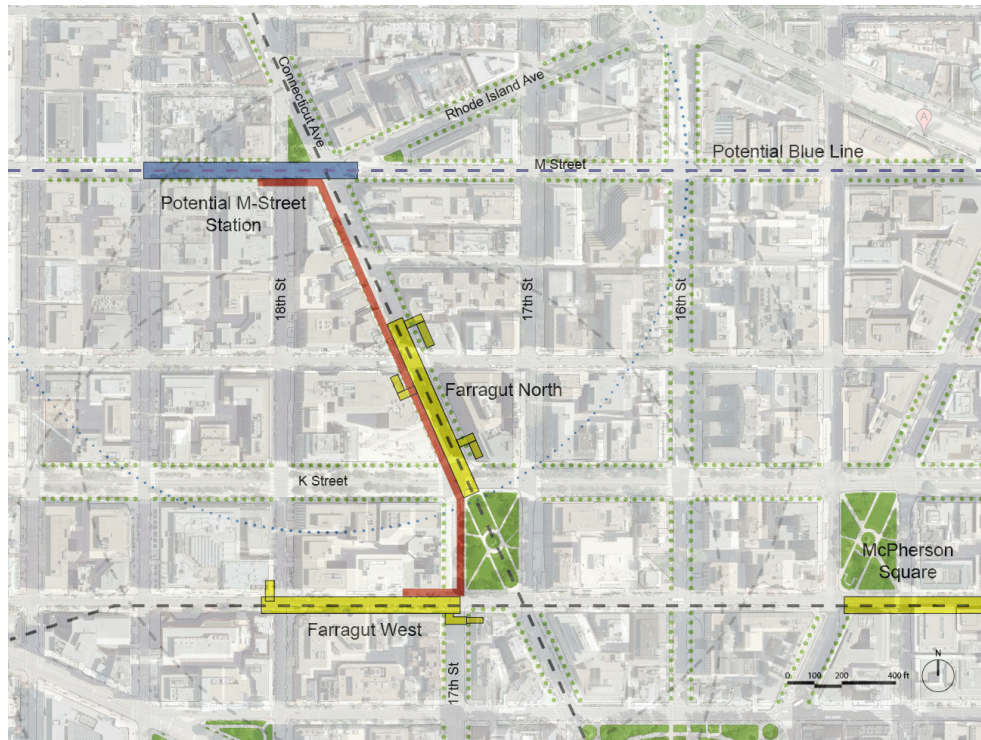 Connecticut Ave
Rhode Island Ave
A
M Street
Potential Blue Line
Potential M-Street
Station
18th St
17th St
16th St
Farragut North
K Street
McPherson
Square
Farragut West
17th St
N
0 100 200 400 ft